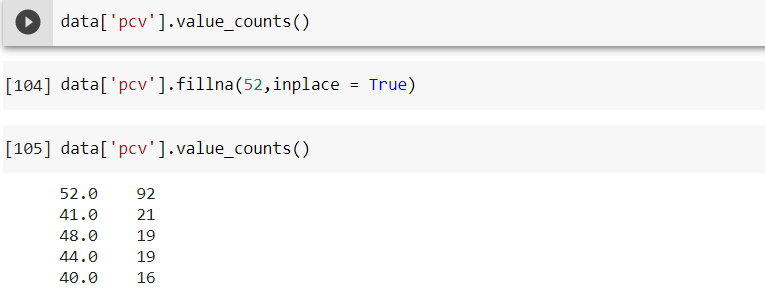 data['pcv'].value_counts()
[104] data['pcv'].fillna(52,inplace = True)
[105] data['pcv'].value_counts()
52.0    92
41.0    21
48.0    19
44.0    19
40.0    16